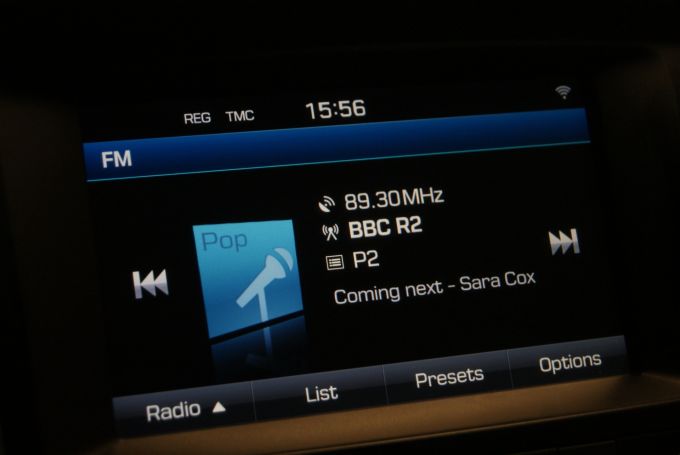 REG TMC 15:56
FM
89.30MHz
Pop
BBC R2
P2
Coming next - Sara Cox
Radio ▲ List Presets Options